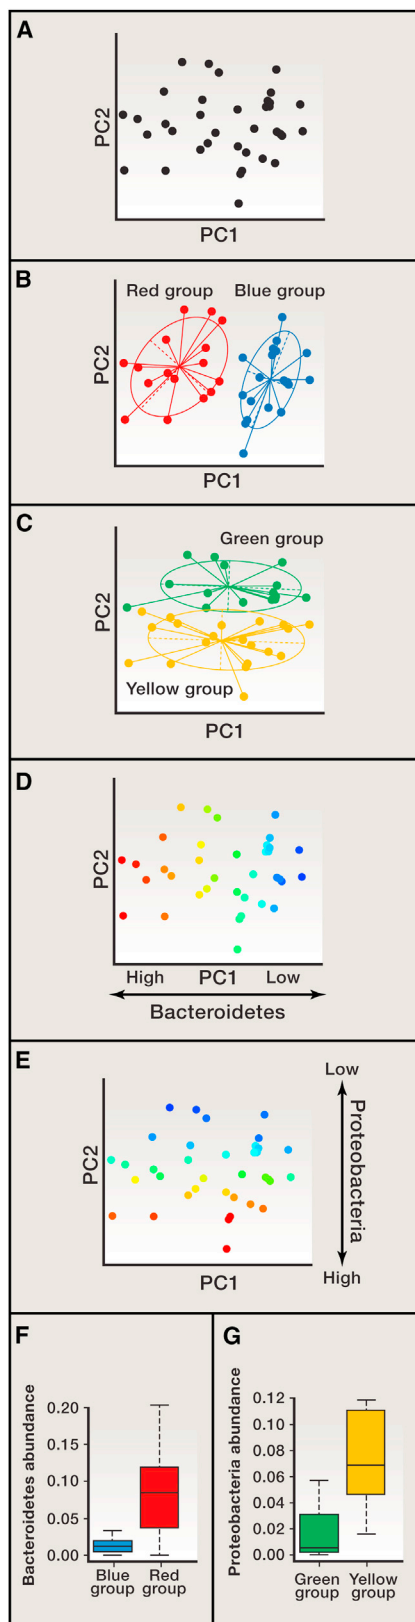 A
PC2
PC1
B
Red group
Blue group
PC2
PC1
C
Green group
PC2
Yellow group
PC1
D
PC2
High
PC1
Low
Bacteroidetes
E
Low
PC2
Proteobacteria
PC1
High
F
Bacteroidetes abundance
0.20
0.15
0.10
0.05
0.00
Blue
group
Red
group
G
Proteobacteria abundance
0.12
0.10
0.08
0.06
0.04
0.02
0.00
Green
group
Yellow
group